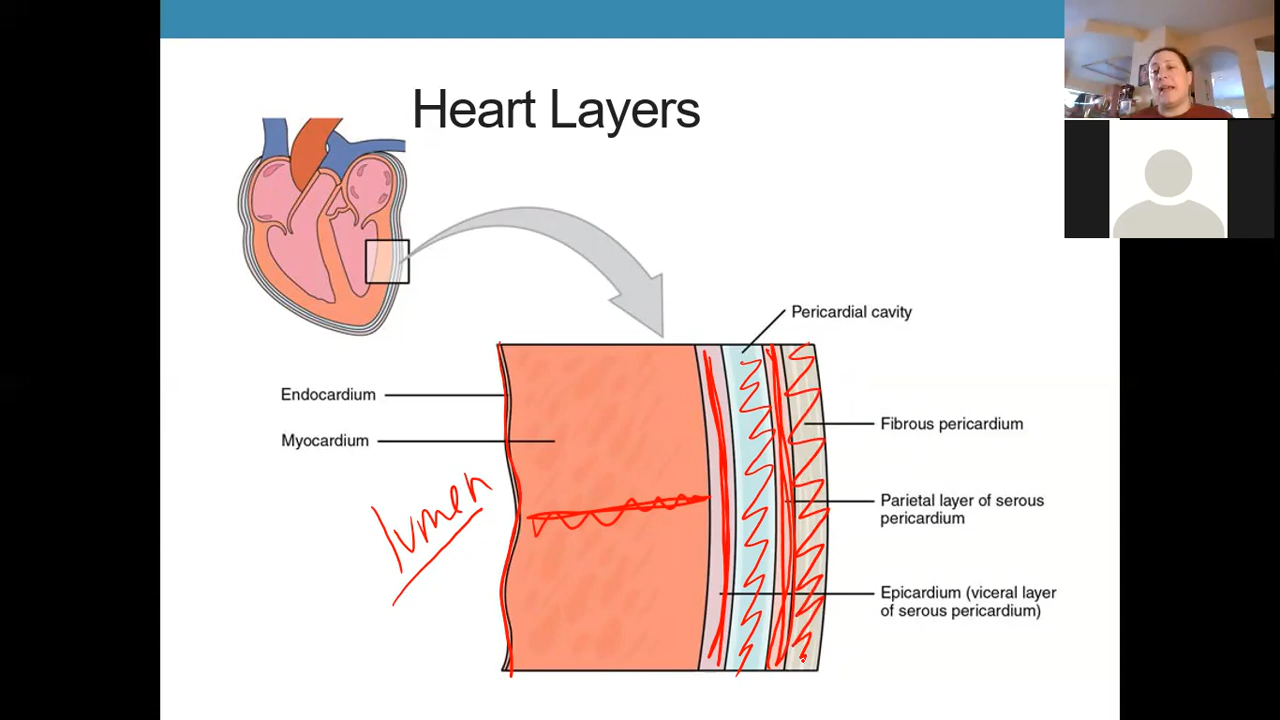 Heart Layers
Pericardial cavity
Endocardium
Myocardium
lumen
Fibrous pericardium
Parietal layer of serous
pericardium
Epicardium (viceral layer
of serous pericardium)